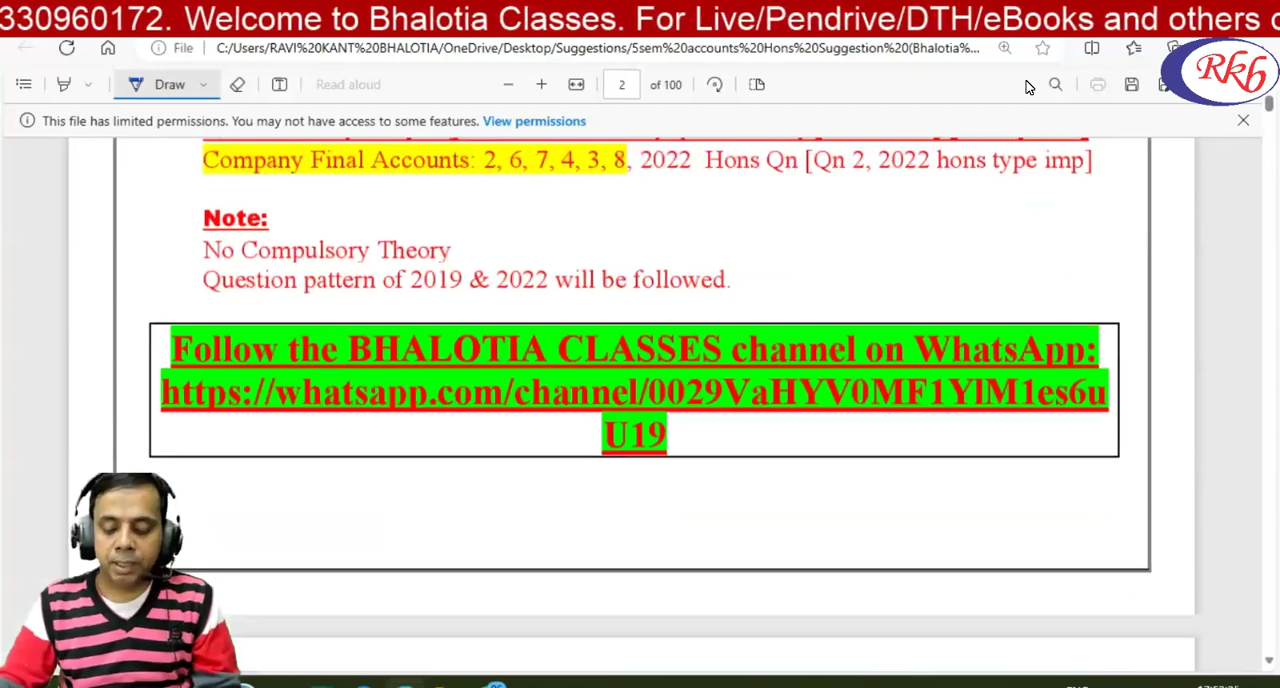 330960172. Welcome to Bhalotia Classes. For Live/Pendrive/DTH/eBooks and others
File C:/Users/RAVI%20KANT%20BHALOTIA/OneDrive/Desktop/Suggestions/5sem%20accounts%20Hons%20Suggestion%20(Bhalotia%...
Rkb
Draw Read aloud 2 of 100
This file has limited permissions. You may not have access to some features. View permissions
Company Final Accounts: 2, 6, 7, 4, 3, 8, 2022 Hons Qn [Qn 2, 2022 hons type imp]
Note:
No Compulsory Theory
Question pattern of 2019 & 2022 will be followed.
Follow the BHALOTIA CLASSES channel on WhatsApp:
https://whatsapp.com/channel/0029VaHYV0MF1YlM1es6u
U19